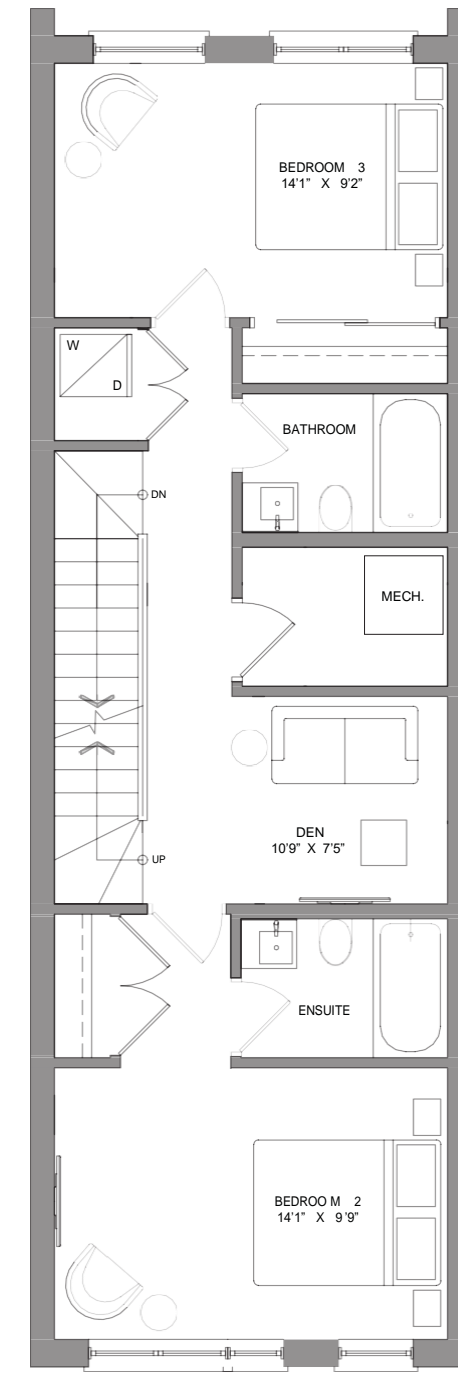 BEDROOM 3
14'1" X 9'2"
W
D
BATHROOM
DN
MECH.
DEN
10'9" X 7'5"
UP
ENSUITE
BEDROO M 2
14'1" X 9'9"